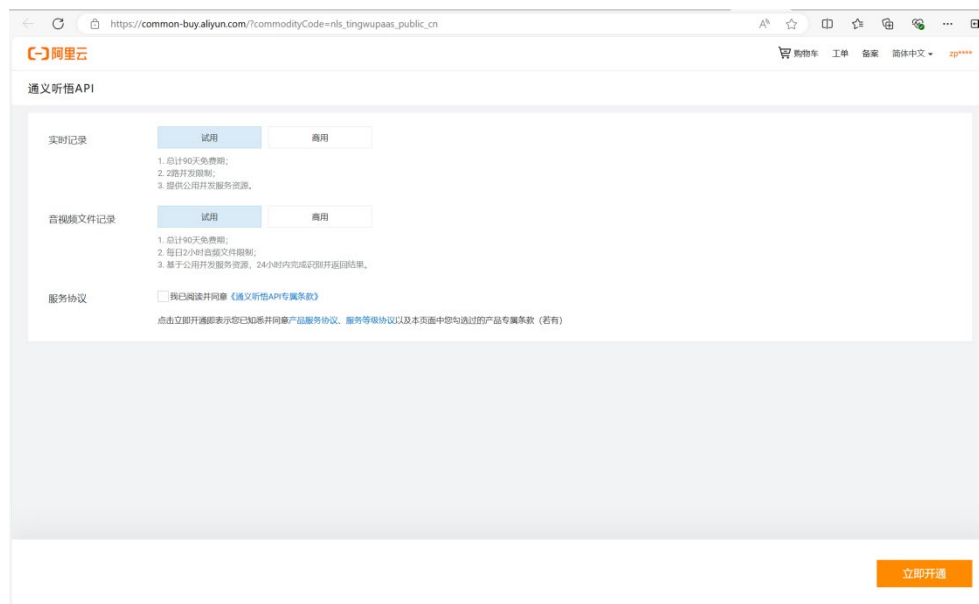 https://common-buy.aliyun.com/?commodityCode=nls_tingwupaas_public_cn
阿里云 购物车 工单 备案 简体中文 zp****
通义听悟API
实时记录 试用 商用
1. 总计90天免费期;
2. 2路并发限制;
3. 提供公用并发服务资源。
音视频文件记录 试用 商用
1. 总计90天免费期;
2. 每日2小时音频文件限制;
3. 基于公用并发服务资源，24小时内完成识别并返回结果。
服务协议 我已阅读并同意《通义听悟API专属条款》
点击立即开通即表示您已知悉并同意产品服务协议、服务等级协议以及本页面中您勾选过的产品专属条款（若有）
立即开通